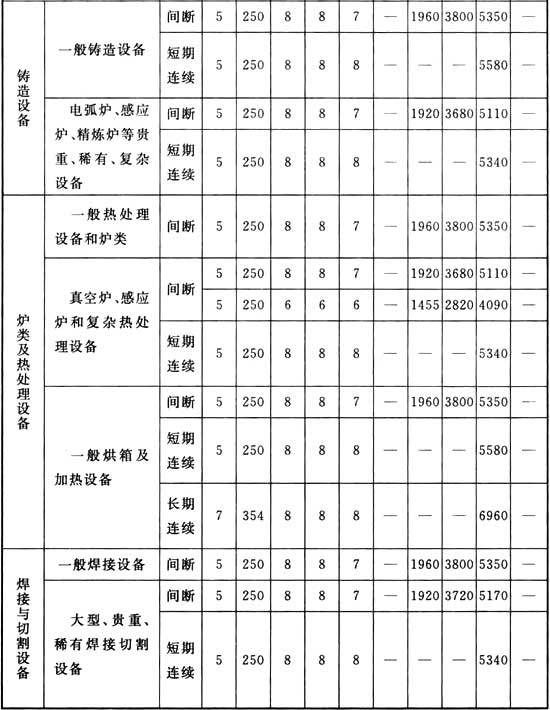 铸造设备
一般铸造设备
间断 5 250 8 8 7 — 1960 3800 5350 —
短期连续 5 250 8 8 8 — — — 5580 —
电弧炉、感应
炉、精炼炉等贵
重、稀有、复杂
设备
间断 5 250 8 8 7 — 1920 3680 5110 —
短期连续 5 250 8 8 8 — — — 5340 —
炉类及热处理设备
一般热处理
设备和炉类
间断 5 250 8 8 7 — 1960 3800 5350 —
真空炉、感应
炉和复杂热处
理设备
间断 5 250 8 8 7 — 1920 3680 5110 —
5 250 6 6 6 — 1455 2820 4090 —
短期连续 5 250 8 8 8 — — — 5340 —
一般烘箱及
加热设备
间断 5 250 8 8 7 — 1960 3800 5350 —
短期连续 5 250 8 8 8 — — — 5580 —
长期连续 7 354 8 8 8 — — — 6960 —
焊接与切割设备
一般焊接设备
间断 5 250 8 8 7 — 1960 3800 5350 —
大型、贵重、
稀有焊接切割
设备
间断 5 250 8 8 7 — 1920 3720 5170 —
短期连续 5 250 8 8 8 — — — 5340 —